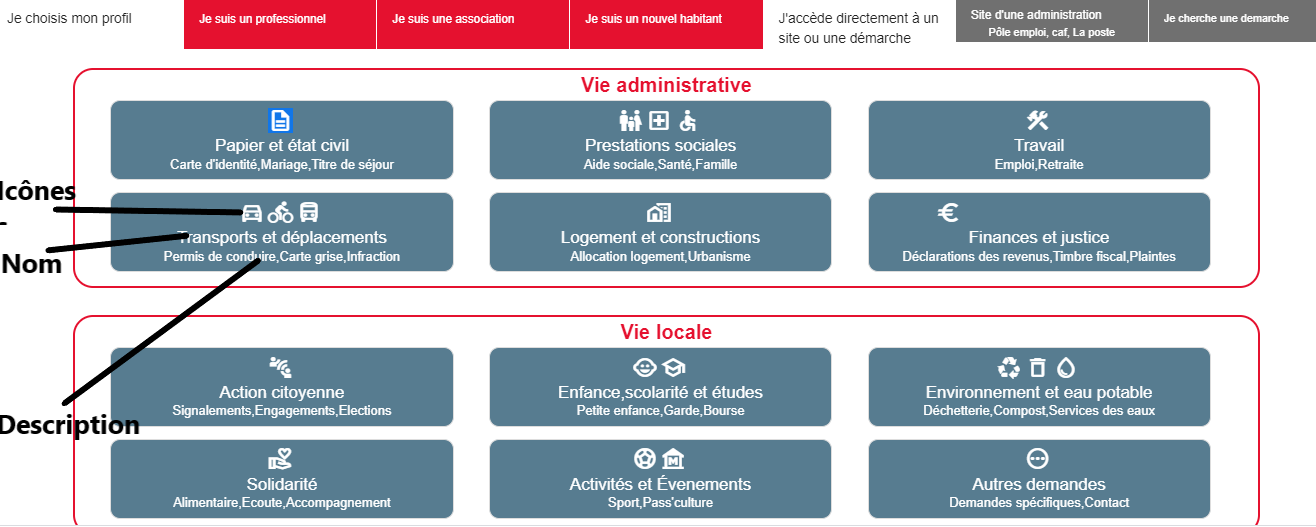 Je choisis mon profil
Je suis un professionnel
Je suis une association
Je suis un nouvel habitant
J'accède directement à un
site ou une démarche
Site d'une administration
Pôle emploi, caf, La poste
Je cherche une demarche
Vie administrative
Papier et état civil
Carte d'identité,Mariage,Titre de séjour
Prestations sociales
Aide sociale,Santé,Famille
Travail
Emploi,Retraite
Icônes
-
Nom
Transports et déplacements
Permis de conduire,Carte grise,Infraction
Logement et constructions
Allocation logement,Urbanisme
€
Finances et justice
Déclarations des revenus,Timbre fiscal,Plaintes
Vie locale
Action citoyenne
Signalements,Engagements,Elections
Enfance,scolarité et études
Petite enfance,Garde,Bourse
Environnement et eau potable
Déchetterie,Compost,Services des eaux
Description
Solidarité
Alimentaire,Ecoute,Accompagnement
Activités et Évenements
Sport,Pass'culture
Autres demandes
Demandes spécifiques,Contact